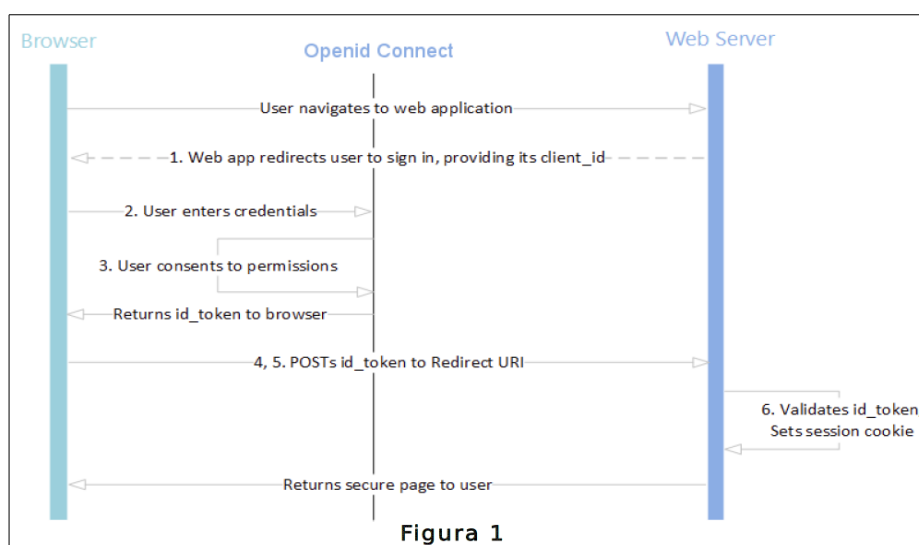 Browser
Openid Connect
Web Server
User navigates to web application
1. Web app redirects user to sign in, providing its client_id
2. User enters credentials
3. User consents to permissions
Returns id_token to browser
4, 5. POSTs id_token to Redirect URI
6. Validates id_token
Sets session cookie
Returns secure page to user
Figura 1